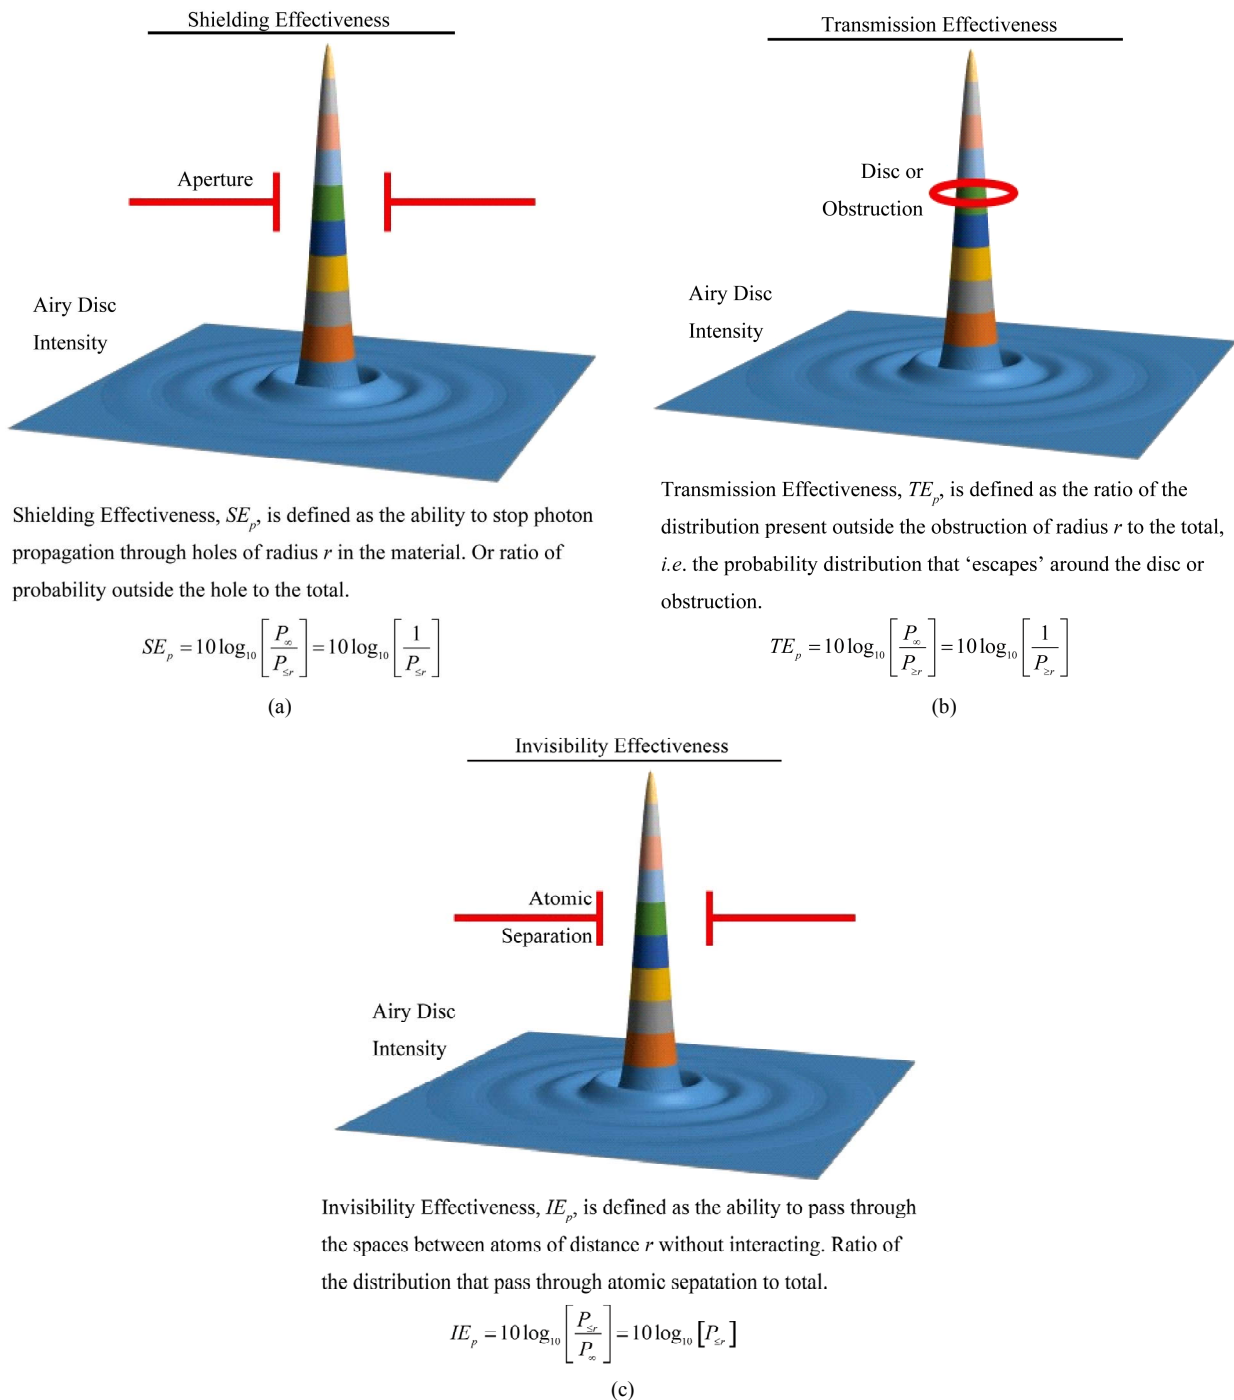 Shielding Effectiveness
Aperture
Airy Disc
Intensity
Shielding Effectiveness, SEₚ, is defined as the ability to stop photon
propagation through holes of radius r in the material. Or ratio of
probability outside the hole to the total.
SEₚ = 10 log₁₀ [P∞ / P≤r] = 10 log₁₀ [1 / P≤r]
(a)
Transmission Effectiveness
Disc or
Obstruction
Airy Disc
Intensity
Transmission Effectiveness, TEₚ, is defined as the ratio of the
distribution present outside the obstruction of radius r to the total,
i.e. the probability distribution that ‘escapes’ around the disc or
obstruction.
TEₚ = 10 log₁₀ [P∞ / P≥r] = 10 log₁₀ [1 / P≥r]
(b)
Invisibility Effectiveness
Atomic
Separation
Airy Disc
Intensity
Invisibility Effectiveness, IEₚ, is defined as the ability to pass through
the spaces between atoms of distance r without interacting. Ratio of
the distribution that pass through atomic sepatation to total.
IEₚ = 10 log₁₀ [P≤r / P∞] = 10 log₁₀ [P≤r]
(c)